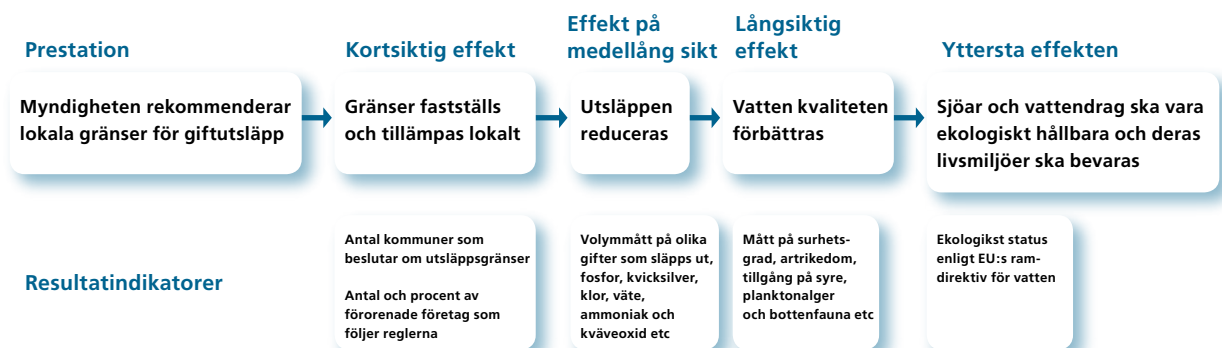 Prestation
Kortsiktig effekt
Effekt på
medellång sikt
Långsiktig
effekt
Yttersta effekten
Myndigheten rekommenderar
lokala gränser för giftutsläpp
Gränser fastställs
och tillämpas lokalt
Utsläppen
reduceras
Vatten kvaliteten
förbättras
Sjöar och vattendrag ska vara
ekologiskt hållbara och deras
livsmiljöer ska bevaras
Resultatindikatorer
Antal kommuner som
beslutar om utsläppsgränser
Antal och procent av
förorenade företag som
följer reglerna
Volymmått på olika
gifter som släpps ut,
fosfor, kvicksilver,
klor, väte,
ammoniak och
kväveoxid etc
Mått på surhets-
grad, artrikedom,
tillgång på syre,
planktonalger
och bottenfauna etc
Ekologikst status
enligt EU:s ram-
direktiv för vatten